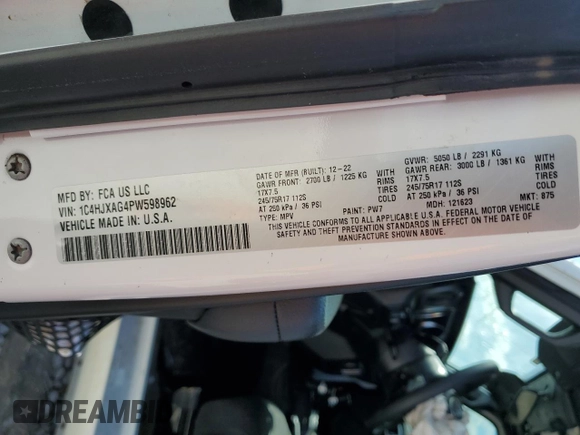 MFD BY: FCA US LLC
VIN: 1C4HJXAG4PW598962
VEHICLE MADE IN U.S.A.
DATE OF MFR (BUILT): 12-22
GAWR FRONT: 2700 LB / 1225 KG WITH
17X7.5 RIMS
245/75R17 112S TIRES
AT 250 kPa / 36 PSI COLD
GVWR: 5050 LB / 2291 KG
GAWR REAR: 3000 LB / 1361 KG WITH
17X7.5 RIMS
245/75R17 112S TIRES
AT 250 kPa / 36 PSI COLD
TYPE: MPV PAINT: PW7 MDH: 121623 MKT: 875
THIS VEHICLE CONFORMS TO ALL APPLICABLE U.S.A. FEDERAL MOTOR VEHICLE
SAFETY AND THEFT PREVENTION STANDARDS IN EFFECT ON THE DATE OF
MANUFACTURE SHOWN ABOVE.
DREAMBI